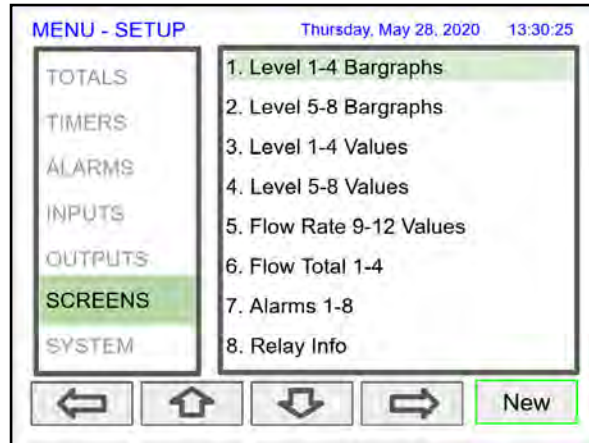 MENU - SETUP Thursday, May 28, 2020 13:30:25
TOTALS
TIMERS
ALARMS
INPUTS
OUTPUTS
SCREENS
SYSTEM
1. Level 1-4 Bargraphs
2. Level 5-8 Bargraphs
3. Level 1-4 Values
4. Level 5-8 Values
5. Flow Rate 9-12 Values
6. Flow Total 1-4
7. Alarms 1-8
8. Relay Info
New